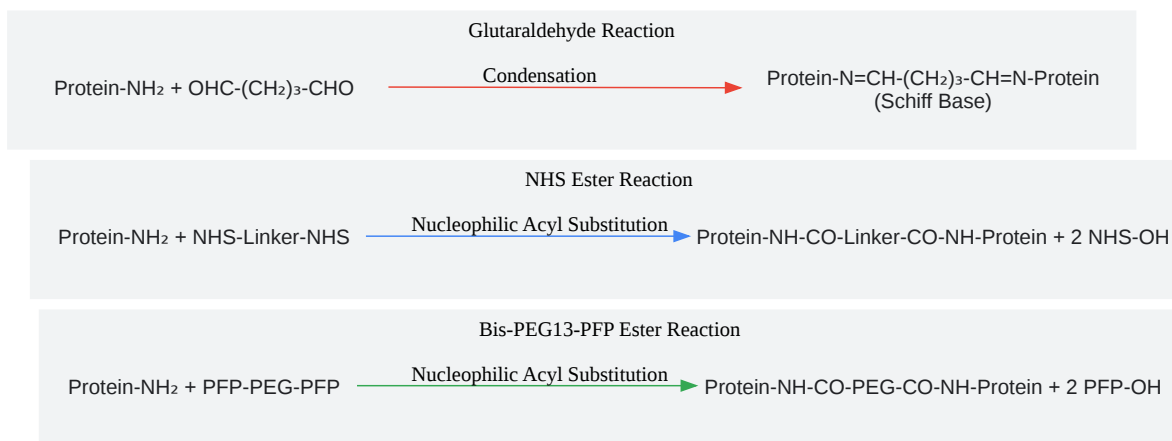 Glutaraldehyde Reaction
Condensation
Protein-NH₂ + OHC-(CH₂)₃-CHO
Protein-N=CH-(CH₂)₃-CH=N-Protein
(Schiff Base)
NHS Ester Reaction
Nucleophilic Acyl Substitution
Protein-NH₂ + NHS-Linker-NHS
Protein-NH-CO-Linker-CO-NH-Protein + 2 NHS-OH
Bis-PEG13-PFP Ester Reaction
Nucleophilic Acyl Substitution
Protein-NH₂ + PFP-PEG-PFP
Protein-NH-CO-PEG-CO-NH-Protein + 2 PFP-OH